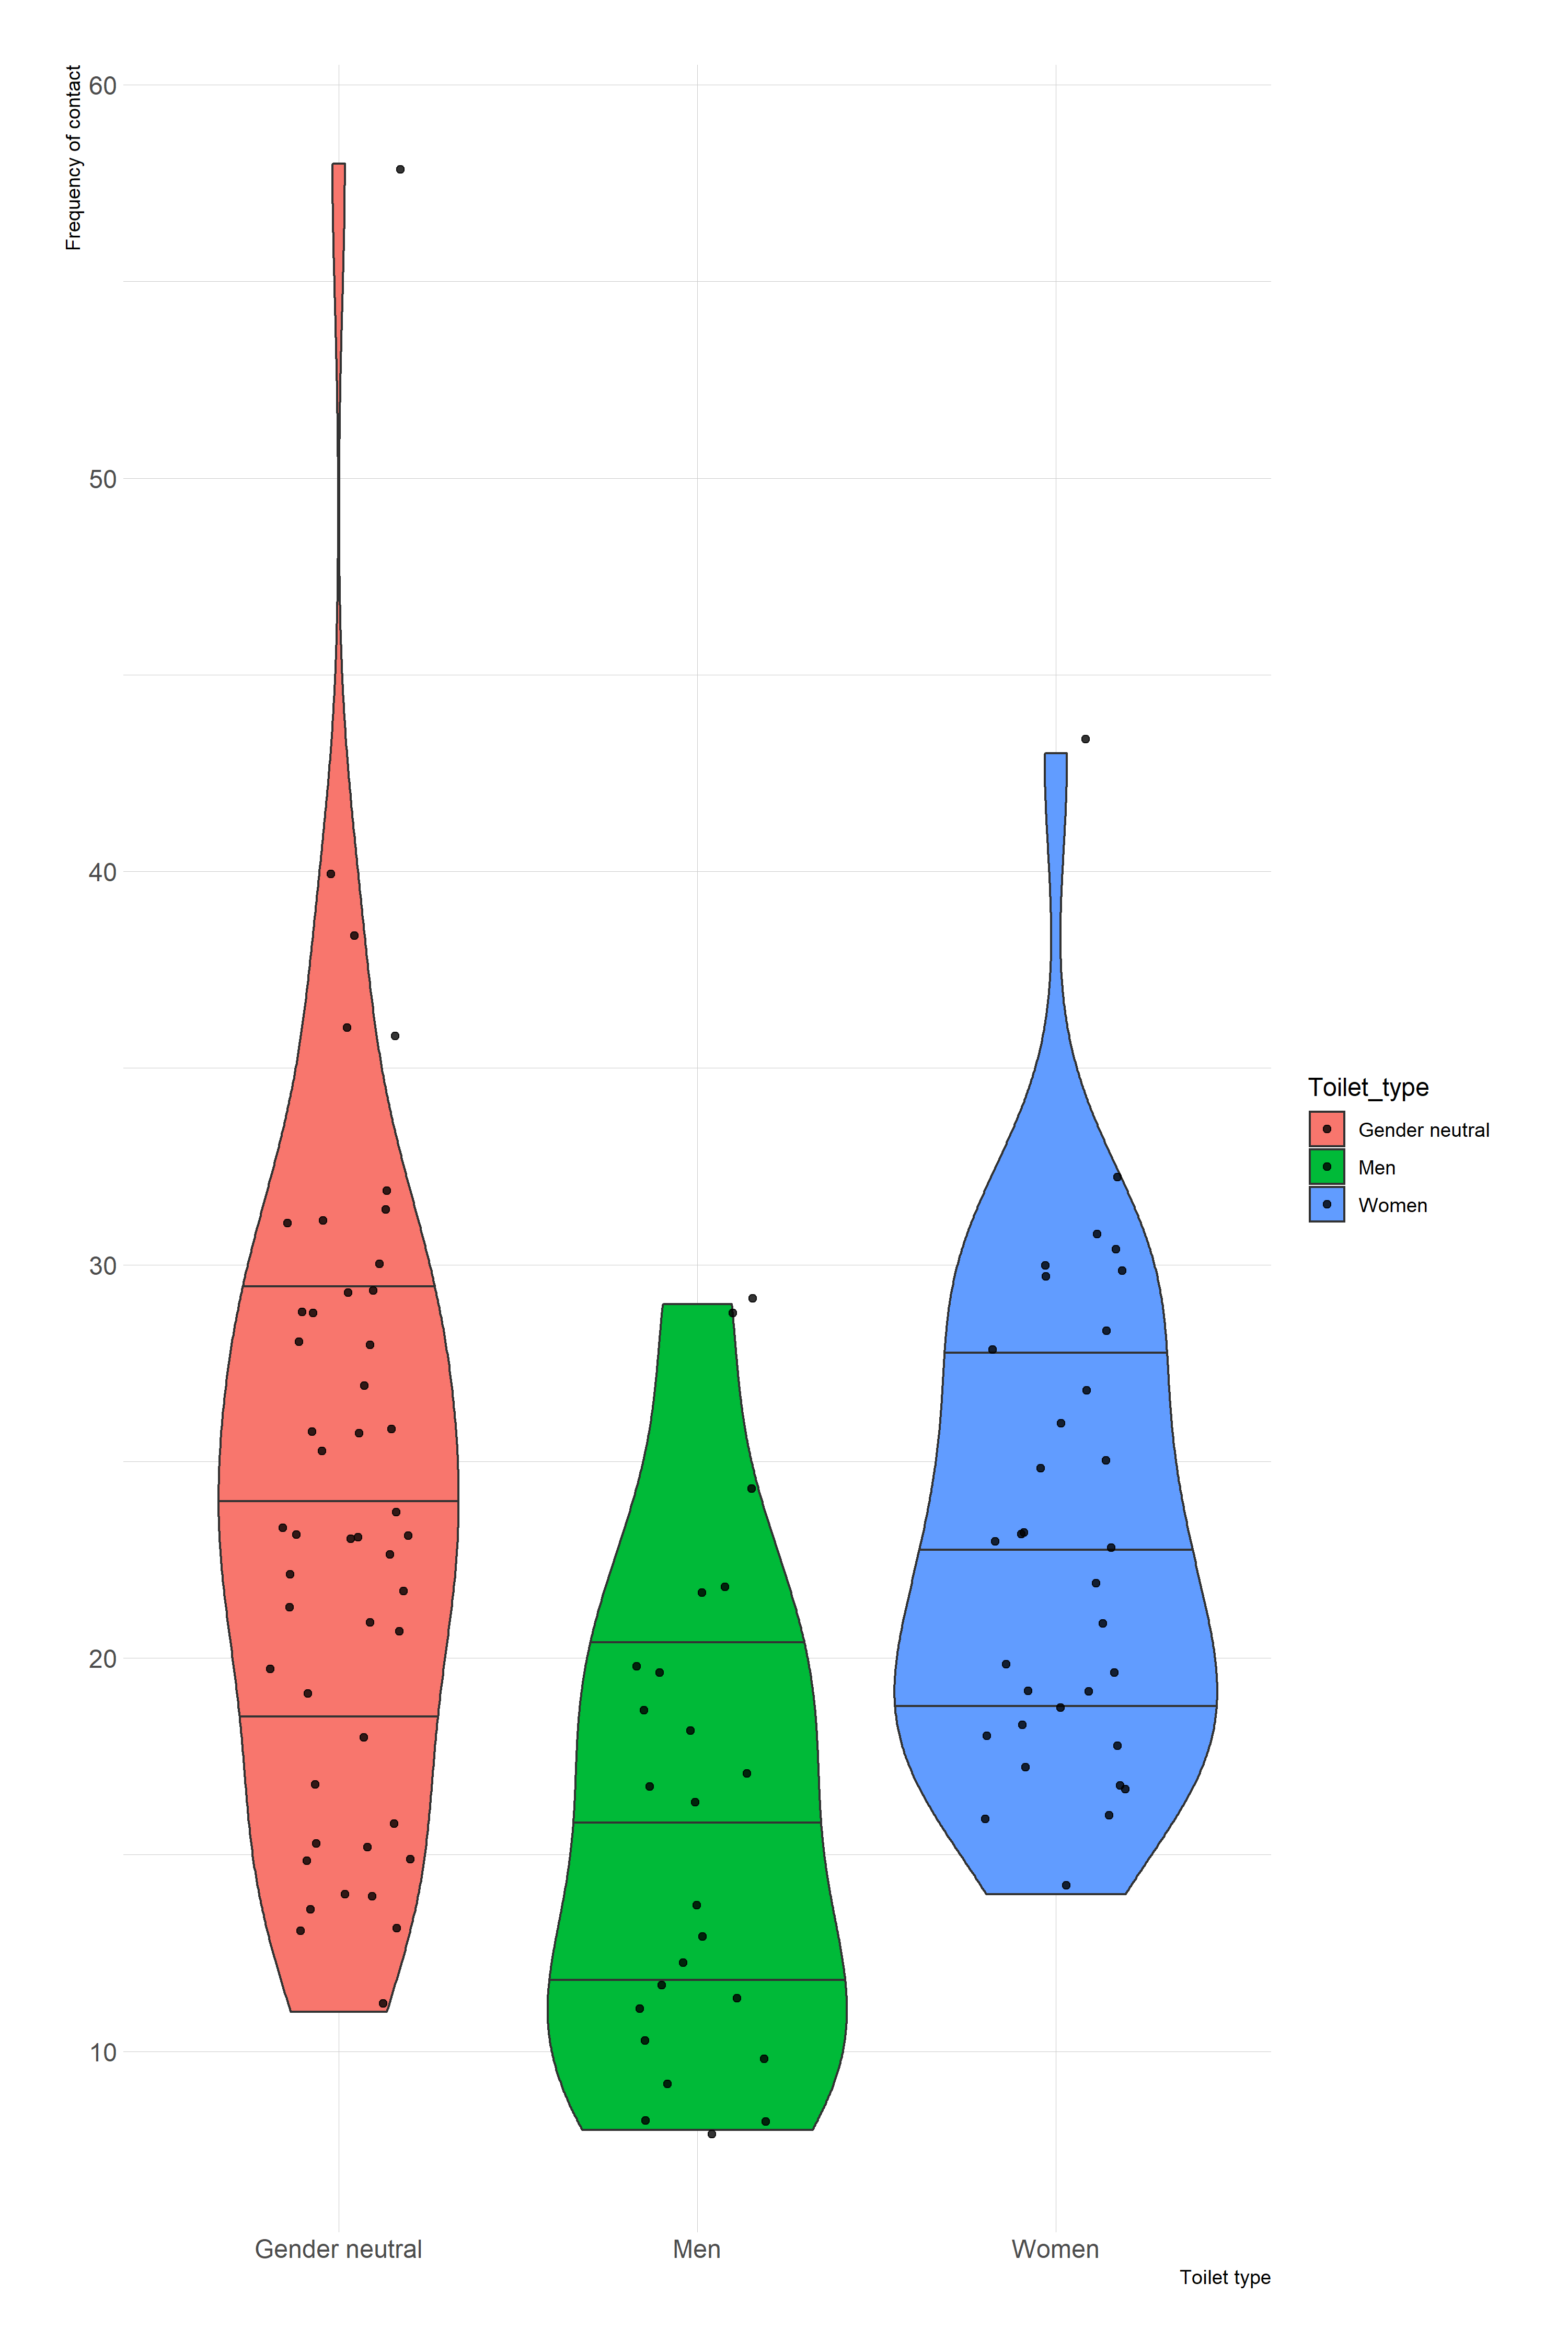 Frequency of contact
60
50
40
30
20
10
Gender neutral
Men
Women
Toilet type
Toilet_type
Gender neutral
Men
Women